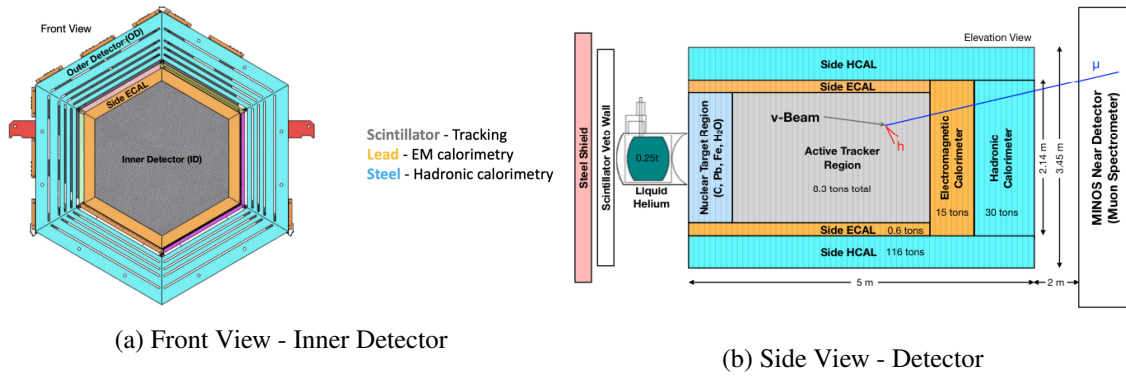 Front View
Outer Detector (OD)
Side ECAL
Inner Detector (ID)
Scintillator - Tracking
Lead - EM calorimetry
Steel - Hadronic calorimetry
(a) Front View - Inner Detector
Elevation View
Steel Shield
Scintillator Veto Wall
0.25t
Liquid
Helium
Side HCAL
Side ECAL
Nuclear Target Region
(C, Pb, Fe, H₂O)
ν-Beam
μ
h
Active Tracker
Region
8.3 tons total
Electromagnetic
Calorimeter
15 tons
Hadronic
Calorimeter
30 tons
Side ECAL 0.6 tons
Side HCAL 116 tons
5 m
2 m
2.14 m
3.45 m
MINOS Near Detector
(Muon Spectrometer)
(b) Side View - Detector